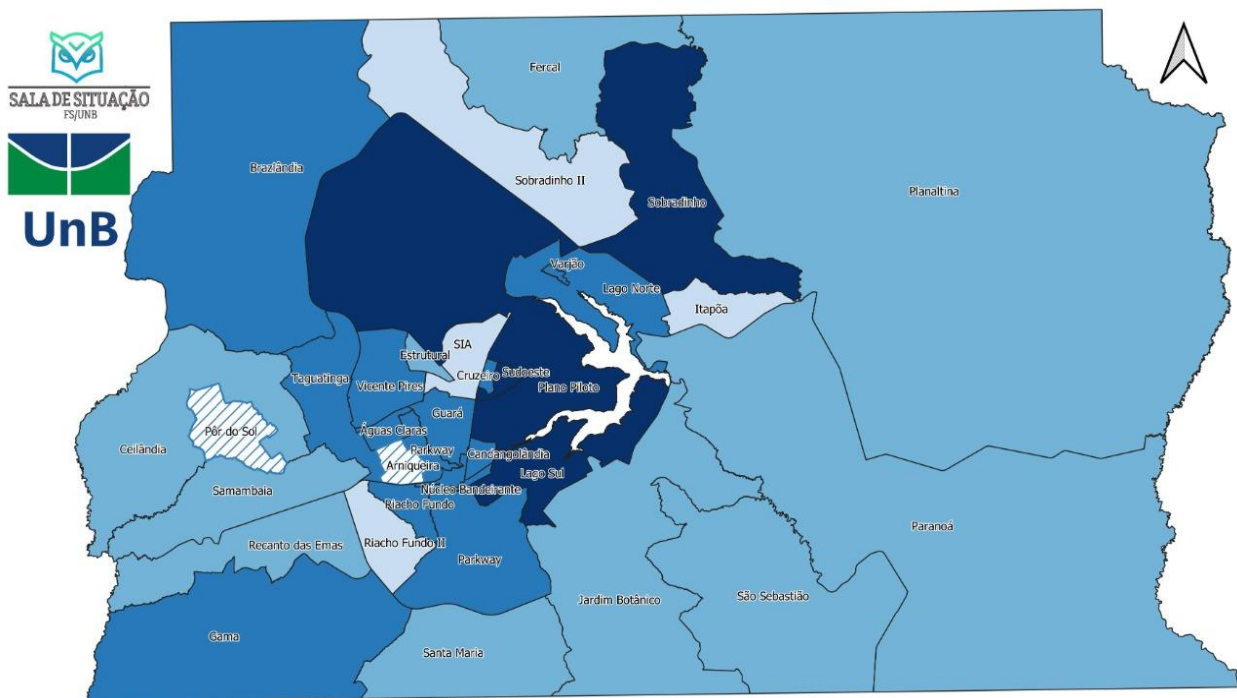 SALA DE SITUAÇÃO
FS/UNB
UnB
Fercal
Brazlândia
Sobradinho II
Planaltina
Sobradinho
Varjão
Lago Norte
Itapõa
SIA
Estrutural
Cruzeiro
Sudoeste
Taguatinga
Vicente Pires
Plano Piloto
Guará
Pôr do Sol
Águas Claras
Ceilândia
Parkway
Candangolândia
Arniqueira
Lago Sul
Samambaia
Núcleo Bandeirante
Riacho Fundo
Paranoá
Recanto das Emas
Riacho Fundo II
Parkway
São Sebastião
Jardim Botânico
Gama
Santa Maria